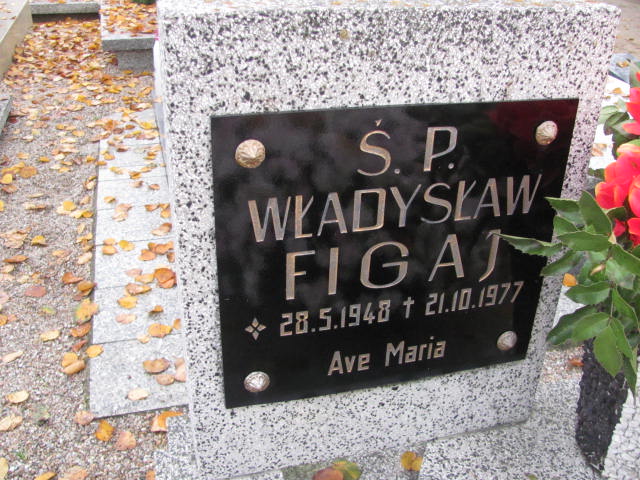 Ś. P.
WŁADYSŁAW
FIGAJ
28.5.1948 † 21.10.1977
Ave Maria